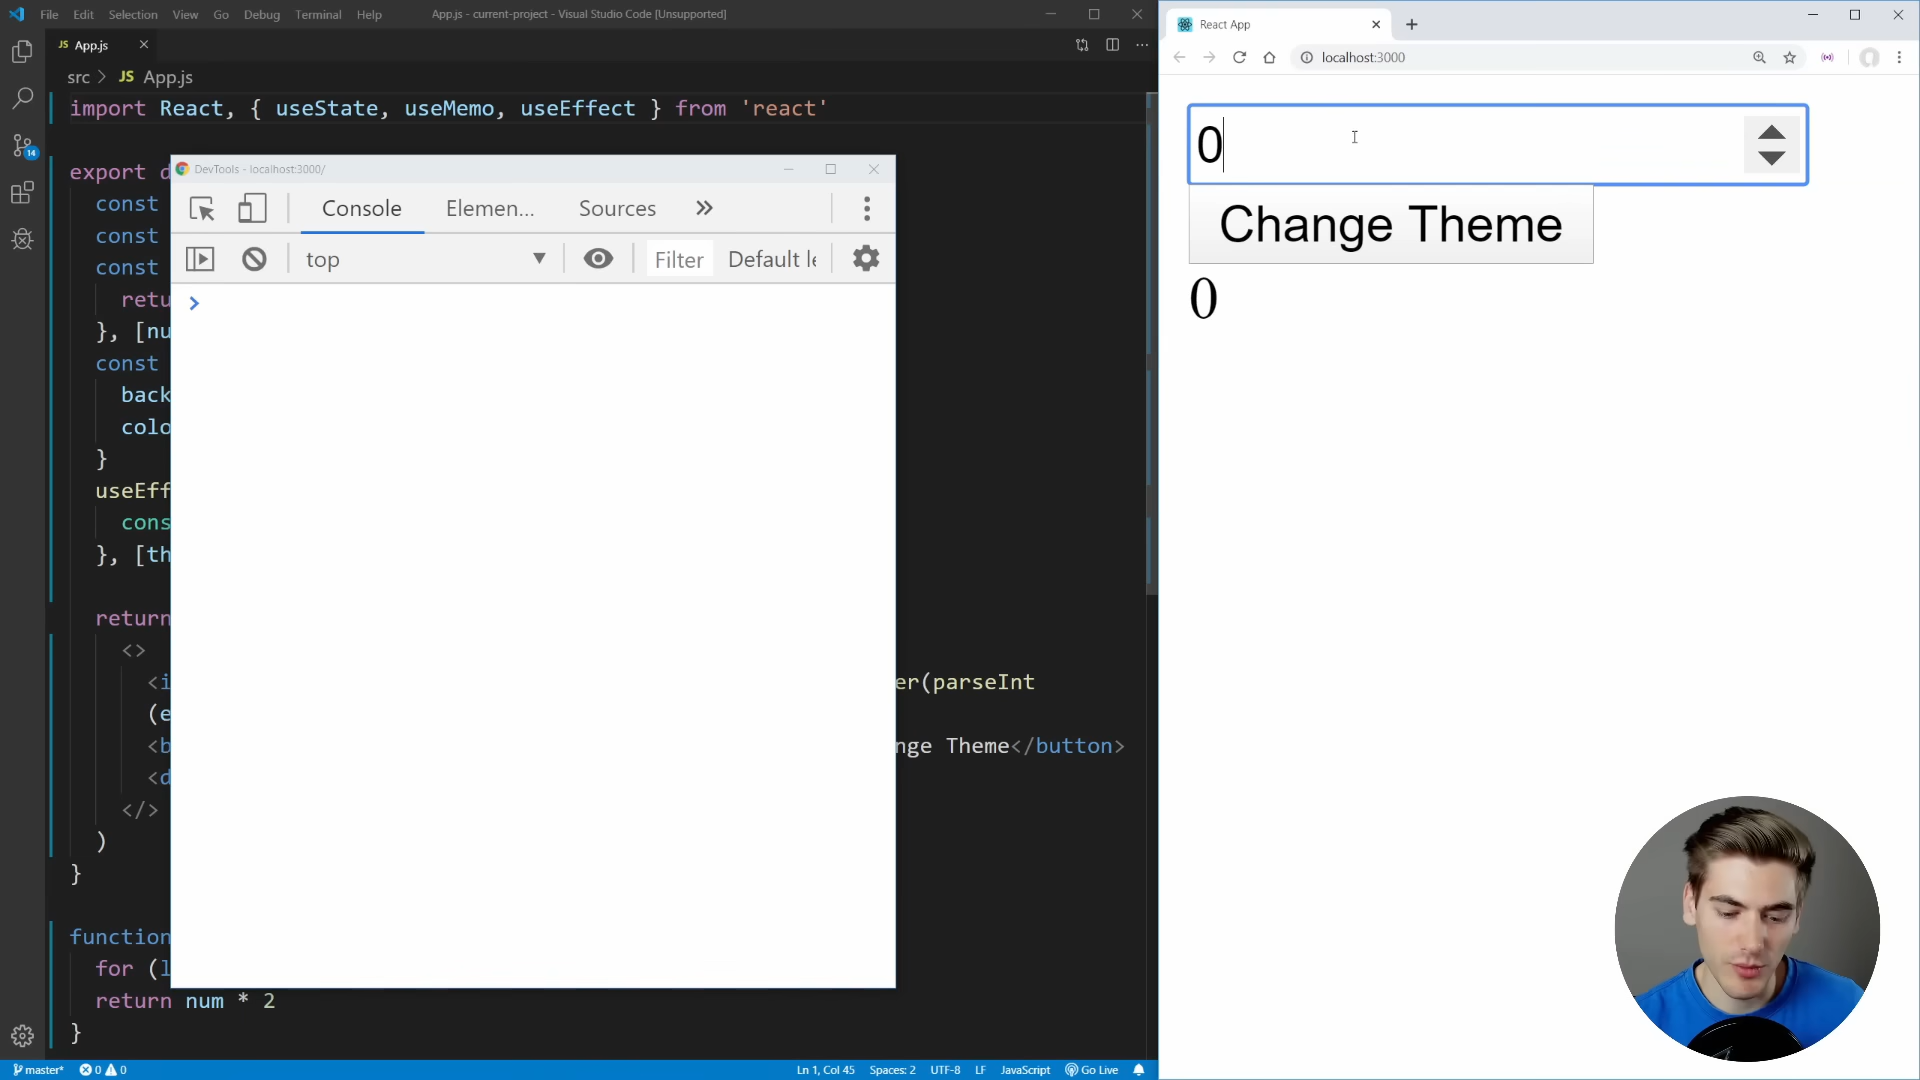 File Edit Selection View Go Debug Terminal Help
App.js - current-project - Visual Studio Code [Unsupported]
JS App.js
src > JS App.js
import React, { useState, useMemo, useEffect } from 'react'
export d
const
const
const
retu
}, [nu
const
back
colo
}
useEff
cons
}, [th
return
<>
<i
er(parseInt
(e
<b
nge Theme</button>
<d
</>
)
}
function
for (l
return num * 2
}
DevTools - localhost:3000/
Console Elemen... Sources »
top Filter Default le
>
14
master* 0 0
Ln 1, Col 45 Spaces: 2 UTF-8 LF JavaScript Go Live
React App
localhost:3000
0
Change Theme
0